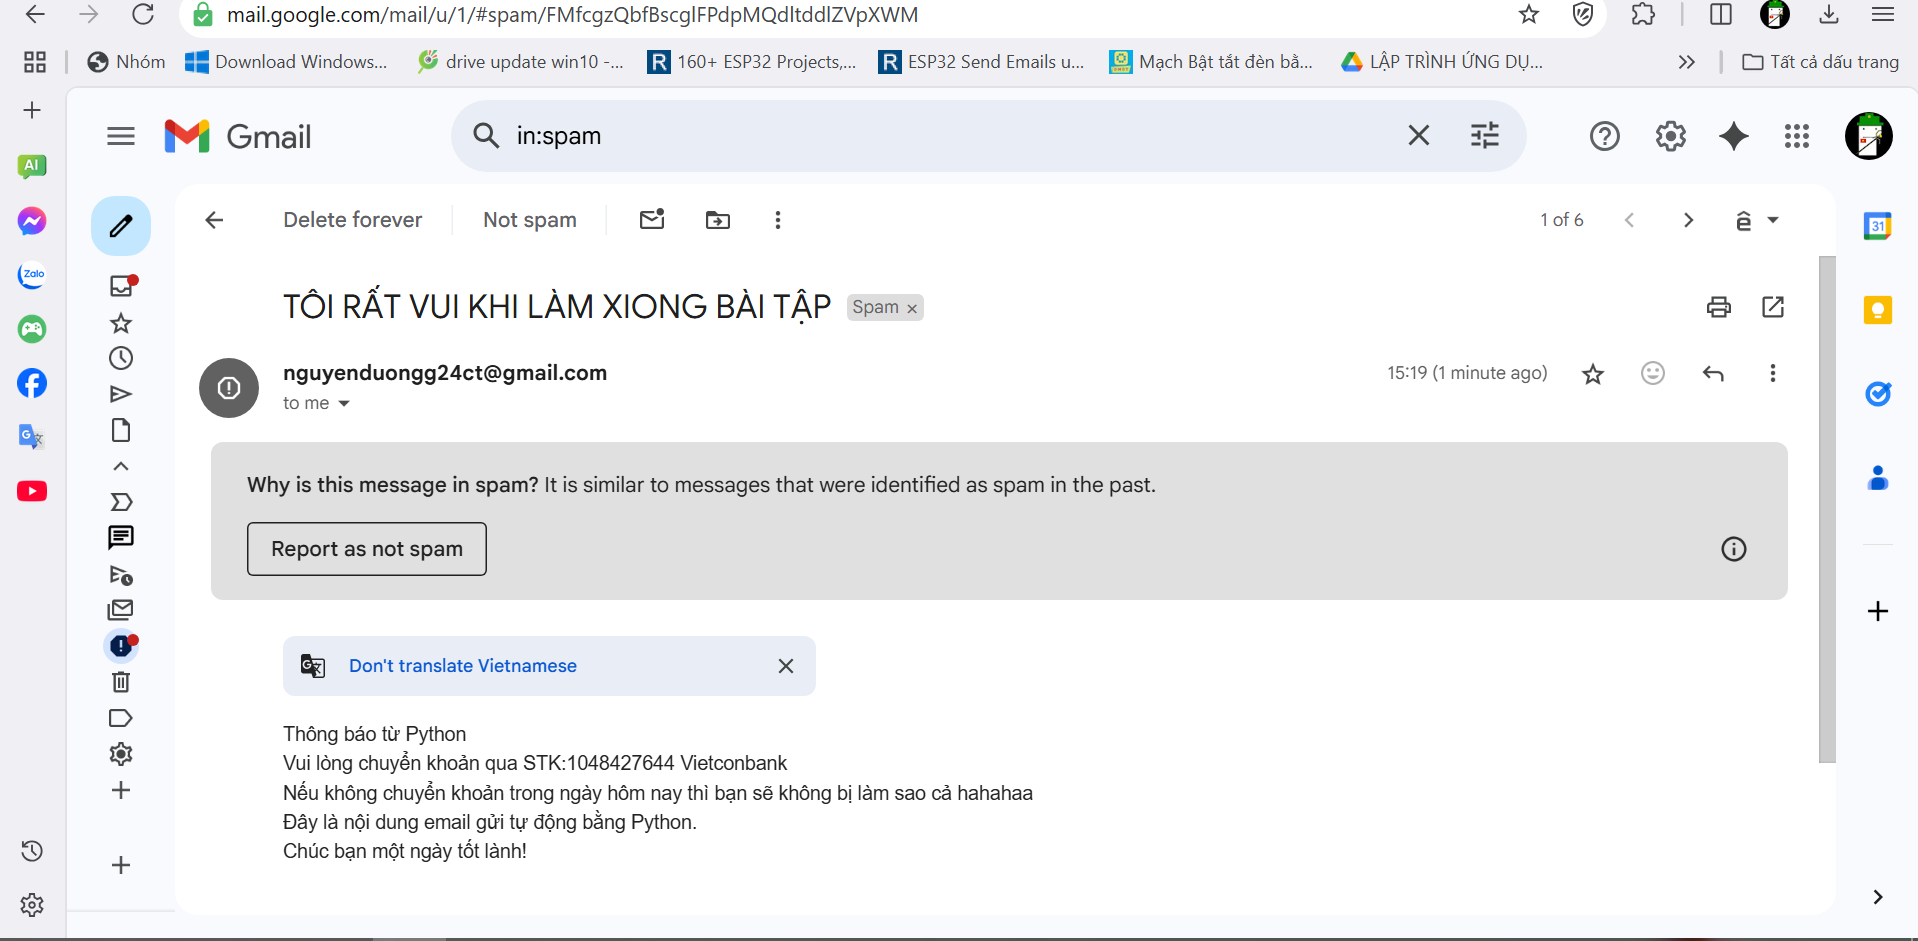 mail.google.com/mail/u/1/#spam/FMfcgzQbfBscglFPdpMQdltddlZVpXWM
Nhóm
Download Windows...
drive update win10 -...
R 160+ ESP32 Projects,...
R ESP32 Send Emails u...
Mạch Bật tắt đèn bằ...
LẬP TRÌNH ỨNG DỤ...
Tất cả dấu trang
AI
Gmail
in:spam
Zalo
Delete forever
Not spam
1 of 6
ê
31
TÔI RẤT VUI KHI LÀM XIONG BÀI TẬP
Spam ×
nguyenduongg24ct@gmail.com
15:19 (1 minute ago)
to me
Why is this message in spam? It is similar to messages that were identified as spam in the past.
Report as not spam
Don't translate Vietnamese
Thông báo từ Python
Vui lòng chuyển khoản qua STK:1048427644 Vietconbank
Nếu không chuyển khoản trong ngày hôm nay thì bạn sẽ không bị làm sao cả hahahaa
Đây là nội dung email gửi tự động bằng Python.
Chúc bạn một ngày tốt lành!